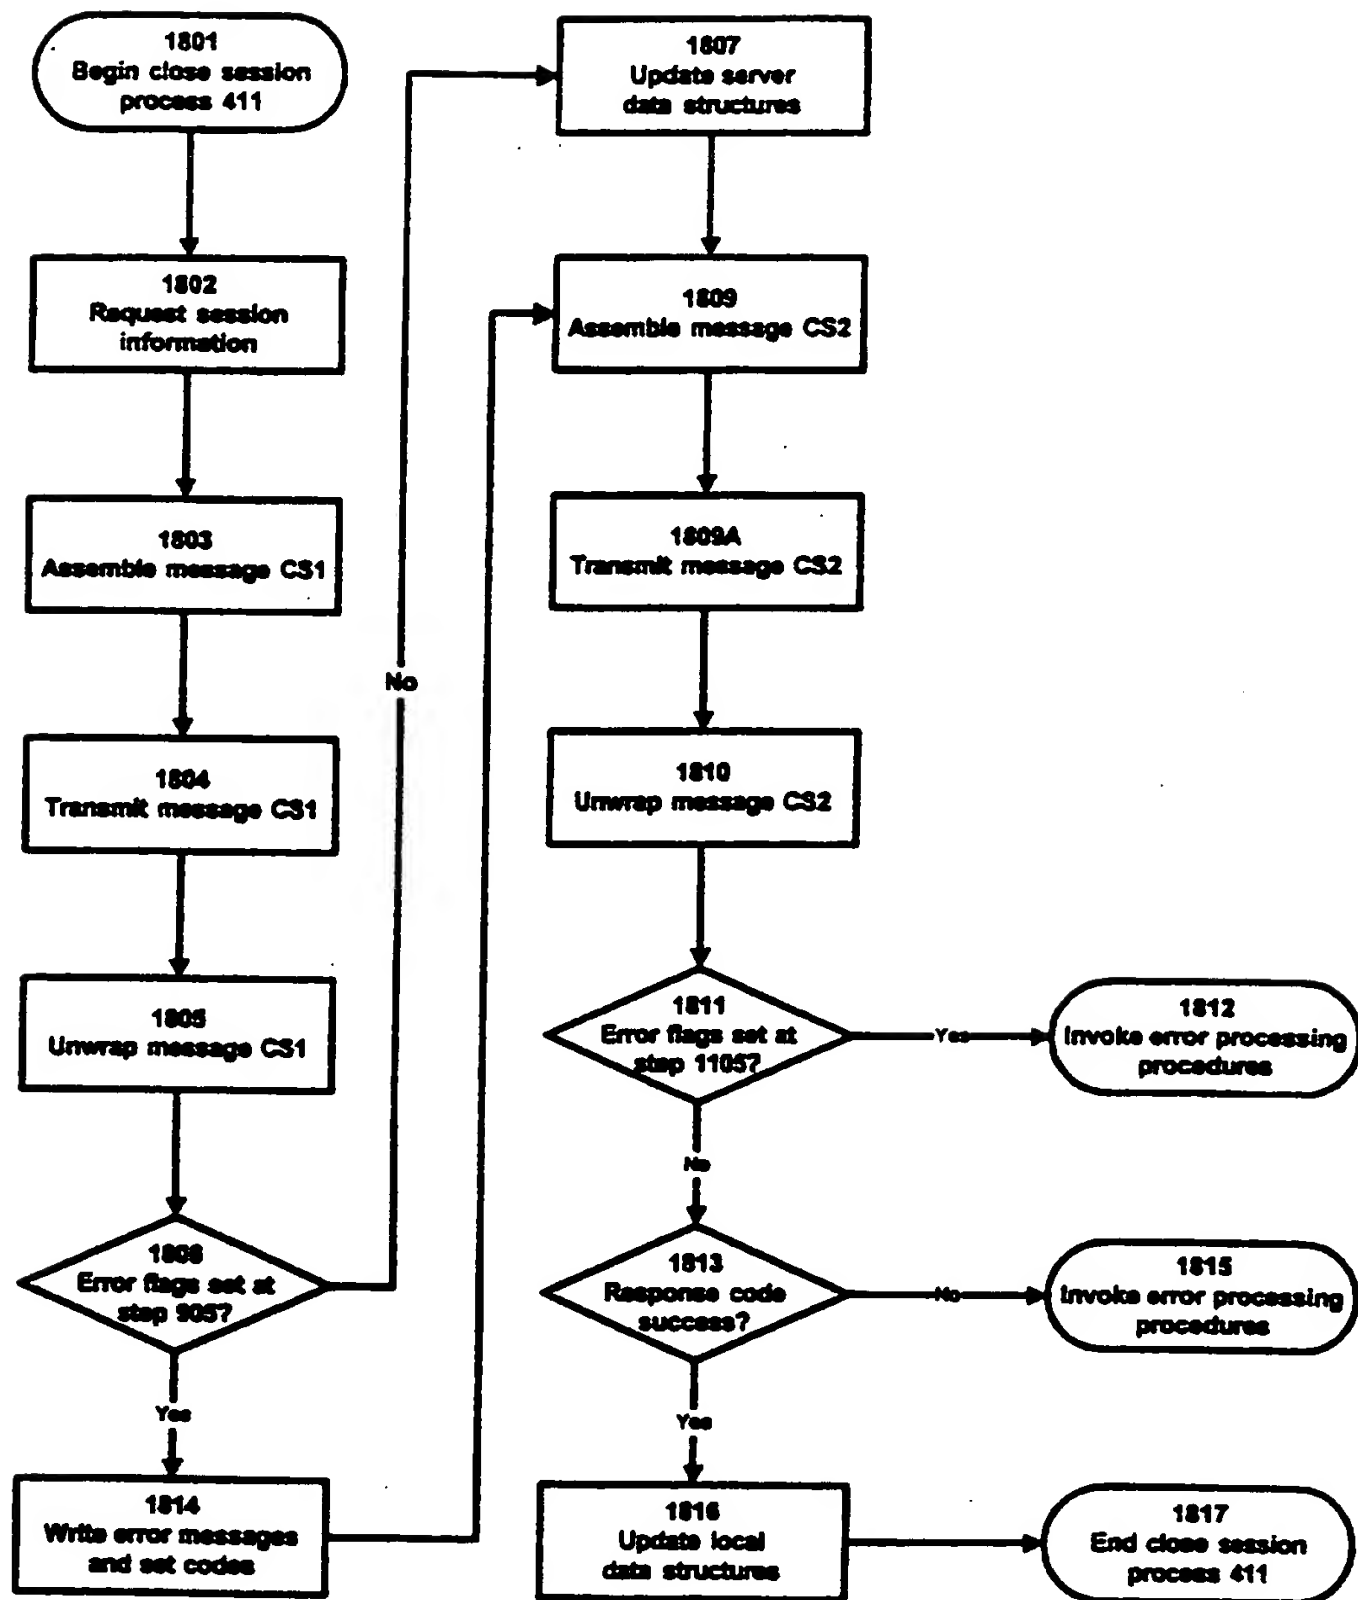 1801
Begin close session
process 411
1802
Request session
information
1803
Assemble message CS1
1804
Transmit message CS1
1805
Unwrap message CS1
1806
Error flags set at
step 905?
Yes
1814
Write error messages
and set codes
No
1807
Update server
data structures
1809
Assemble message CS2
1809A
Transmit message CS2
1810
Unwrap message CS2
1811
Error flags set at
step 1105?
Yes
1812
Invoke error processing
procedures
No
1813
Response code
success?
No
1815
Invoke error processing
procedures
Yes
1816
Update local
data structures
1817
End close session
process 411